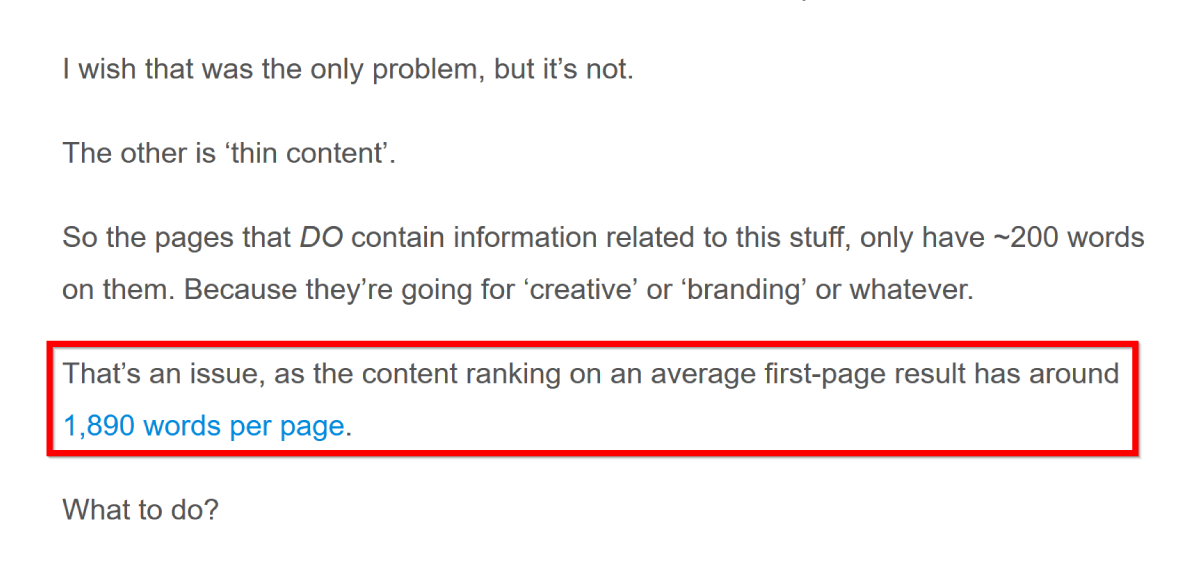 I wish that was the only problem, but it’s not.
The other is ‘thin content’.
So the pages that DO contain information related to this stuff, only have ~200 words
on them. Because they’re going for ‘creative’ or ‘branding’ or whatever.
That’s an issue, as the content ranking on an average first-page result has around
1,890 words per page.
What to do?